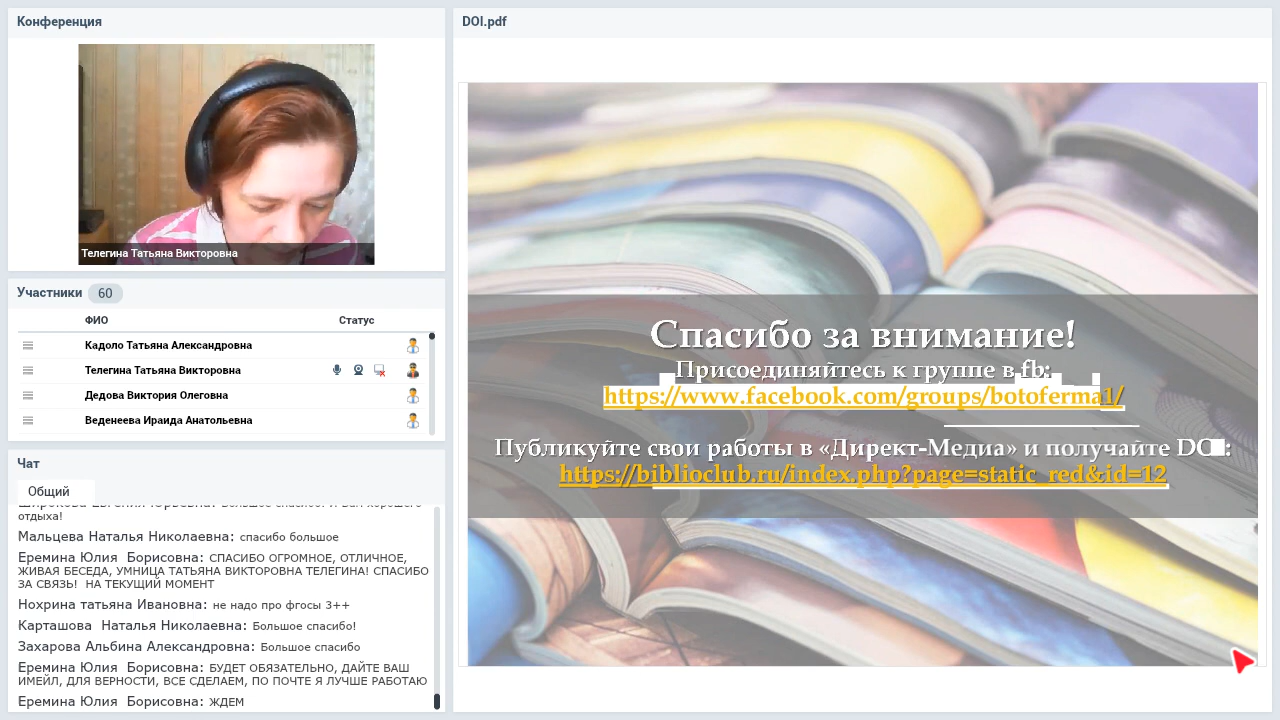 Конференция
Телегина Татьяна Викторовна
Участники 60
ФИО Статус
Кадоло Татьяна Александровна
Телегина Татьяна Викторовна
Дедова Виктория Олеговна
Веденеева Ираида Анатольевна
Чат
Общий
отдыха!
Мальцева Наталья Николаевна: спасибо большое
Еремина Юлия Борисовна: СПАСИБО ОГРОМНОЕ, ОТЛИЧНОЕ,
ЖИВАЯ БЕСЕДА, УМНИЦА ТАТЬЯНА ВИКТОРОВНА ТЕЛЕГИНА! СПАСИБО
ЗА СВЯЗЬ! НА ТЕКУЩИЙ МОМЕНТ
Нохрина татьяна Ивановна: не надо про фгосы 3++
Карташова Наталья Николаевна: Большое спасибо!
Захарова Альбина Александровна: Большое спасибо
Еремина Юлия Борисовна: БУДЕТ ОБЯЗАТЕЛЬНО, ДАЙТЕ ВАШ
ИМЕЙЛ, ДЛЯ ВЕРНОСТИ, ВСЕ СДЕЛАЕМ, ПО ПОЧТЕ Я ЛУЧШЕ РАБОТАЮ
Еремина Юлия Борисовна: ЖДЕМ
DOI.pdf
Спасибо за внимание!
Присоединяйтесь к группе в fb:
https://www.facebook.com/groups/botoferma1/
Публикуйте свои работы в «Директ-Медиа» и получайте DOI:
https://biblioclub.ru/index.php?page=static_red&id=12